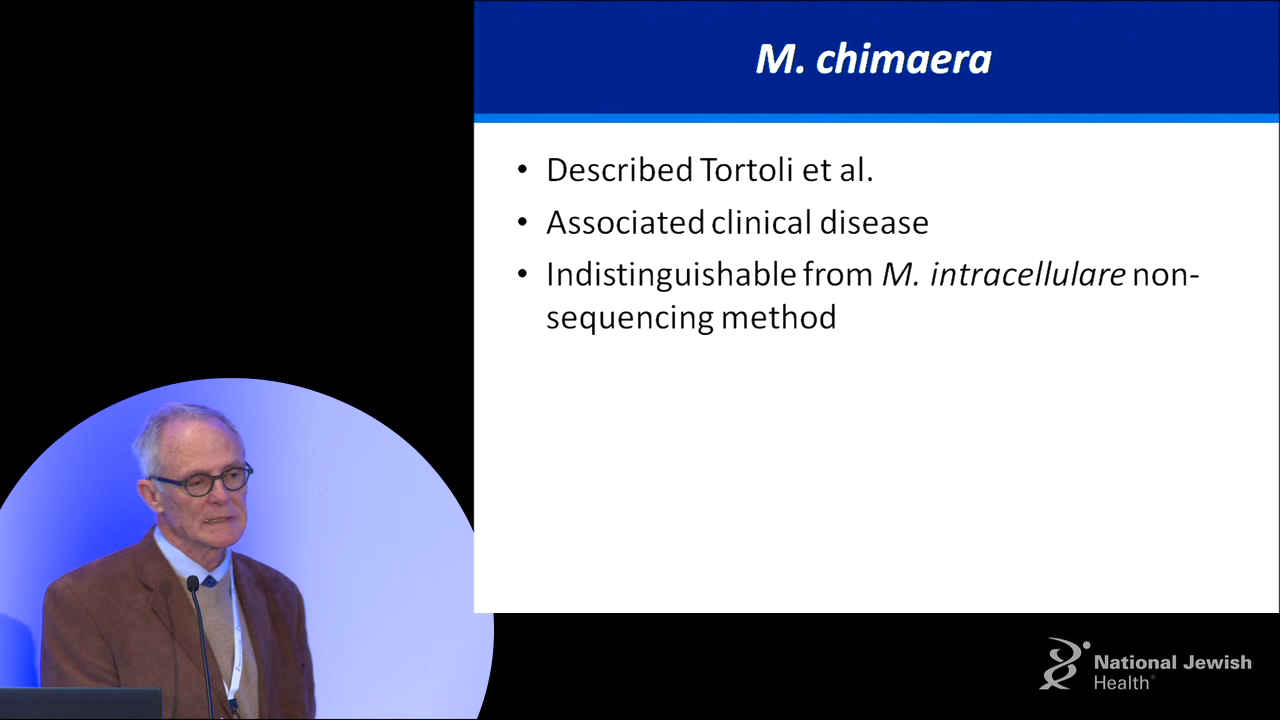 M. chimaera
• Described Tortoli et al.
• Associated clinical disease
• Indistinguishable from M. intracellulare non-
sequencing method
National Jewish
Health®